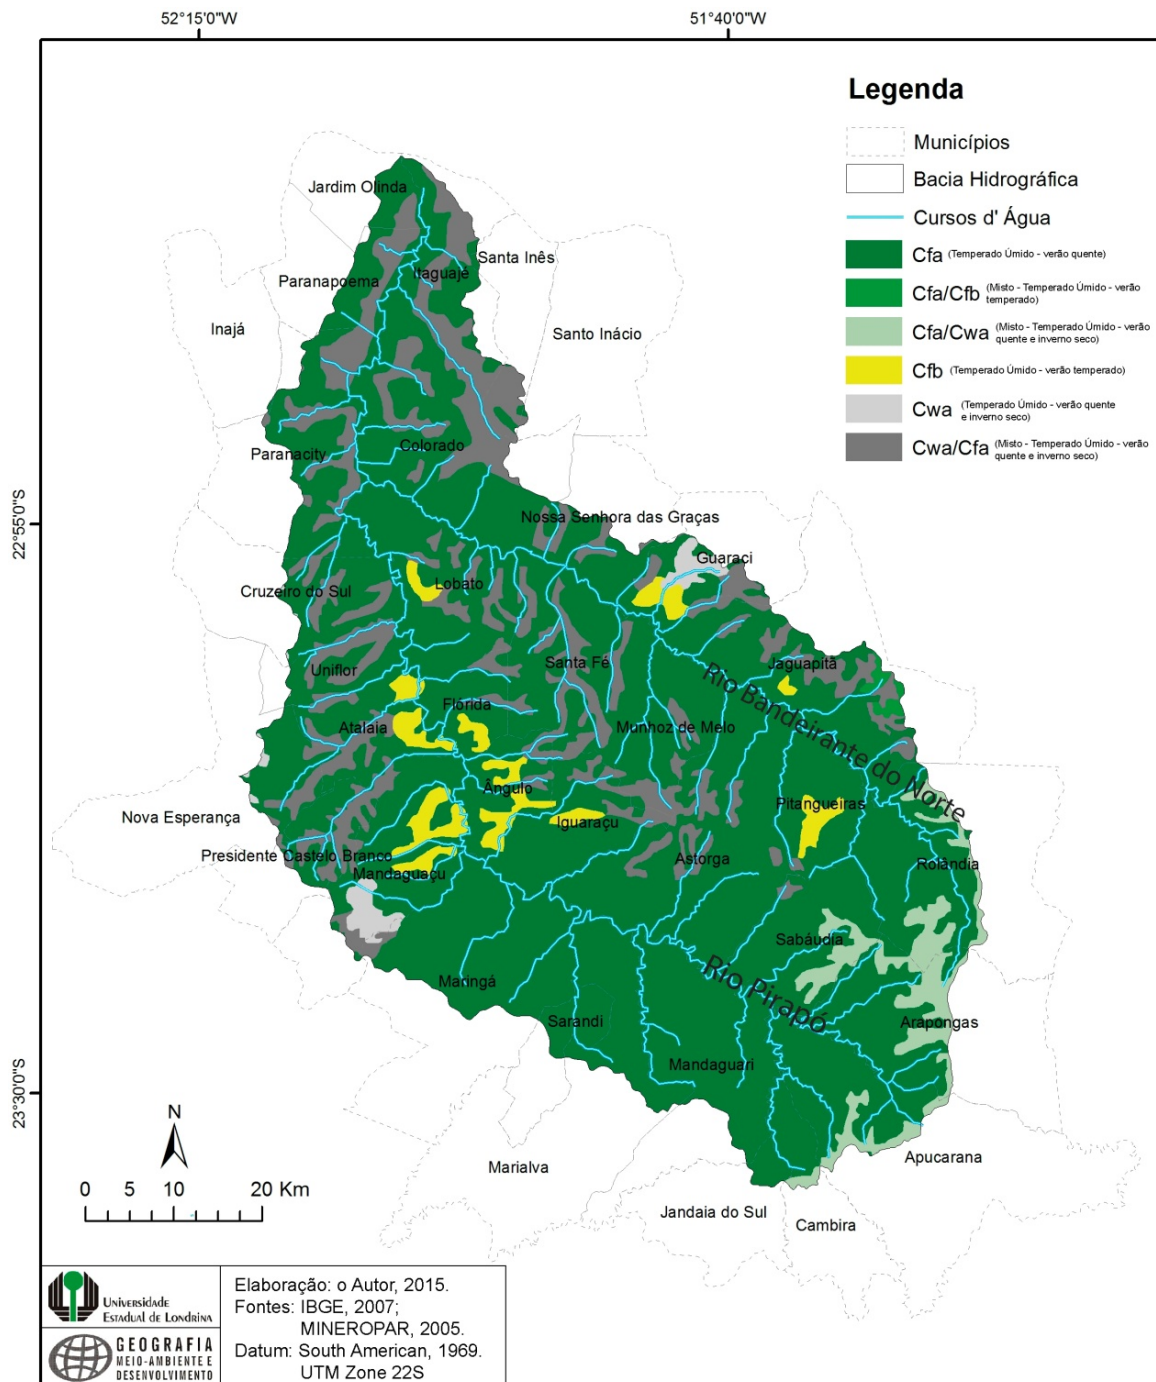 52°15'0"W
51°40'0"W
Legenda
Municípios
Bacia Hidrográfica
Cursos d' Água
Cfa (Temperado Úmido - verão quente)
Cfa/Cfb (Misto - Temperado Úmido - verão
temperado)
Cfa/Cwa (Misto - Temperado Úmido - verão
quente e inverno seco)
Cfb (Temperado Úmido - verão temperado)
Cwa (Temperado Úmido - verão quente
e inverno seco)
Cwa/Cfa (Misto - Temperado Úmido - verão
quente e inverno seco)
Jardim Olinda
Santa Inês
Itaguajé
Paranapoema
Inajá
Santo Inácio
Colorado
Paranacity
22°55'0"S
Nossa Senhora das Graças
Guaraci
Lobato
Cruzeiro do Sul
Santa Fé
Jaguapitã
Uniflor
Rio Bandeirante do Norte
Flórida
Atalaia
Munhoz de Melo
Ângulo
Pitangueiras
Nova Esperança
Iguaraçu
Presidente Castelo Branco
Astorga
Rolândia
Mandaguaçu
Sabáudia
Maringá
Rio Pirapó
Sarandi
Arapongas
Mandaguari
23°30'0"S
N
Marialva
Apucarana
0 5 10 20 Km
Jandaia do Sul
Cambira
Universidade
Estadual de Londrina
GEOGRAFIA
MEIO-AMBIENTE E
DESENVOLVIMENTO
Elaboração: o Autor, 2015.
Fontes: IBGE, 2007;
MINEROPAR, 2005.
Datum: South American, 1969.
UTM Zone 22S